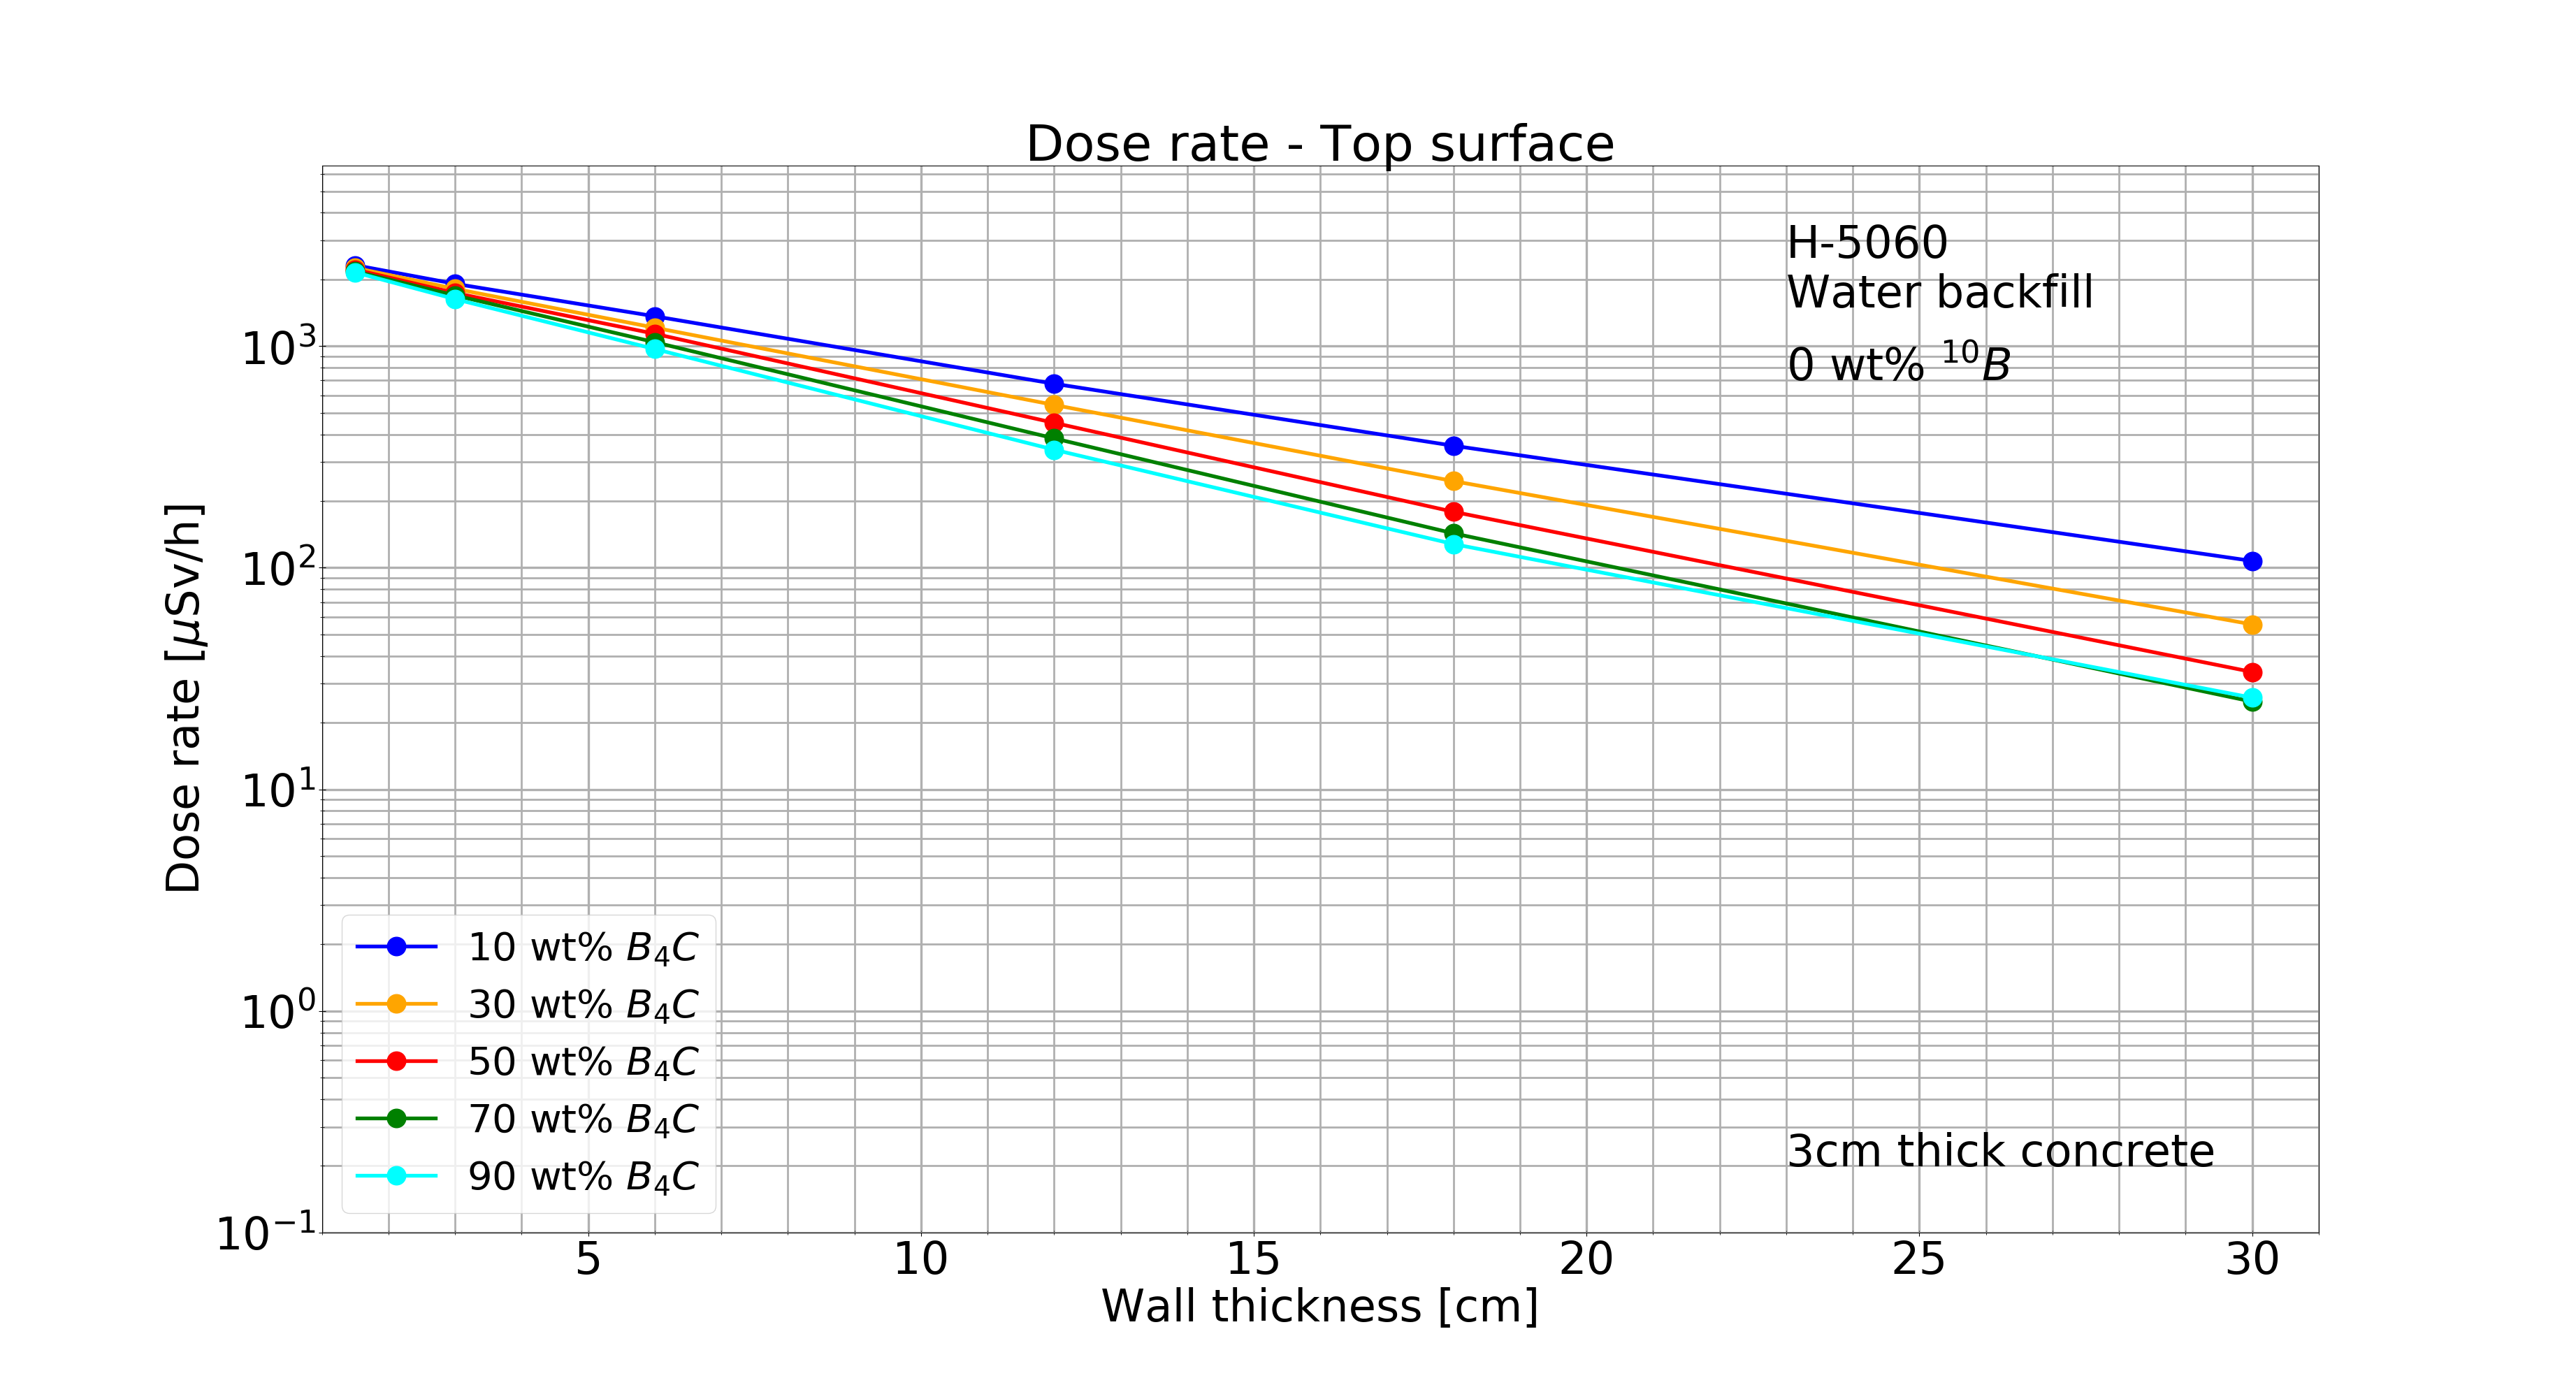 Dose rate - Top surface
H-5060
Water backfill
0 wt% ¹⁰B
Dose rate [μSv/h]
10³
10²
10¹
10⁰
10⁻¹
10 wt% B₄C
30 wt% B₄C
50 wt% B₄C
70 wt% B₄C
90 wt% B₄C
3cm thick concrete
5 10 15 20 25 30
Wall thickness [cm]